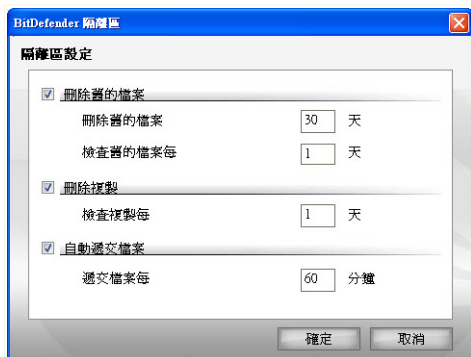 BitDefender 隔離區
隔離區設定
刪除舊的檔案
刪除舊的檔案 30 天
檢查舊的檔案每 1 天
刪除複製
檢查複製每 1 天
自動遞交檔案
遞交檔案每 60 分鐘
確定 取消